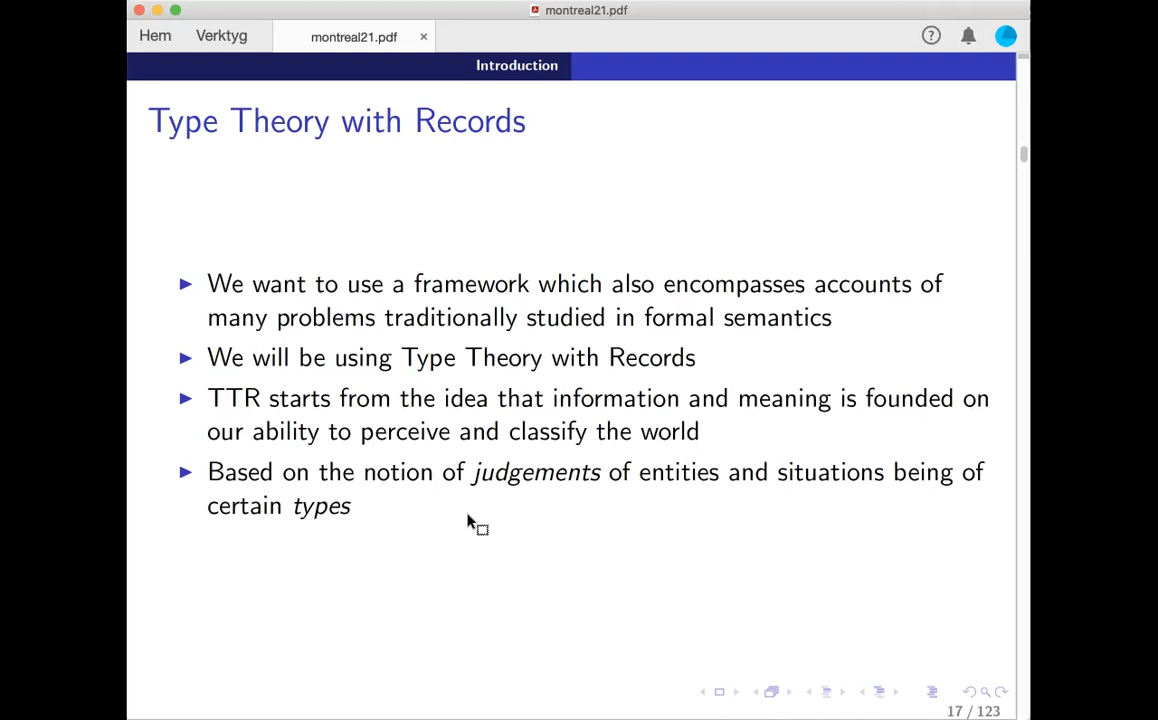 montreal21.pdf
Hem Verktyg montreal21.pdf × ?
Introduction
Type Theory with Records
We want to use a framework which also encompasses accounts of
many problems traditionally studied in formal semantics
We will be using Type Theory with Records
TTR starts from the idea that information and meaning is founded on
our ability to perceive and classify the world
Based on the notion of judgements of entities and situations being of
certain types
17 / 123